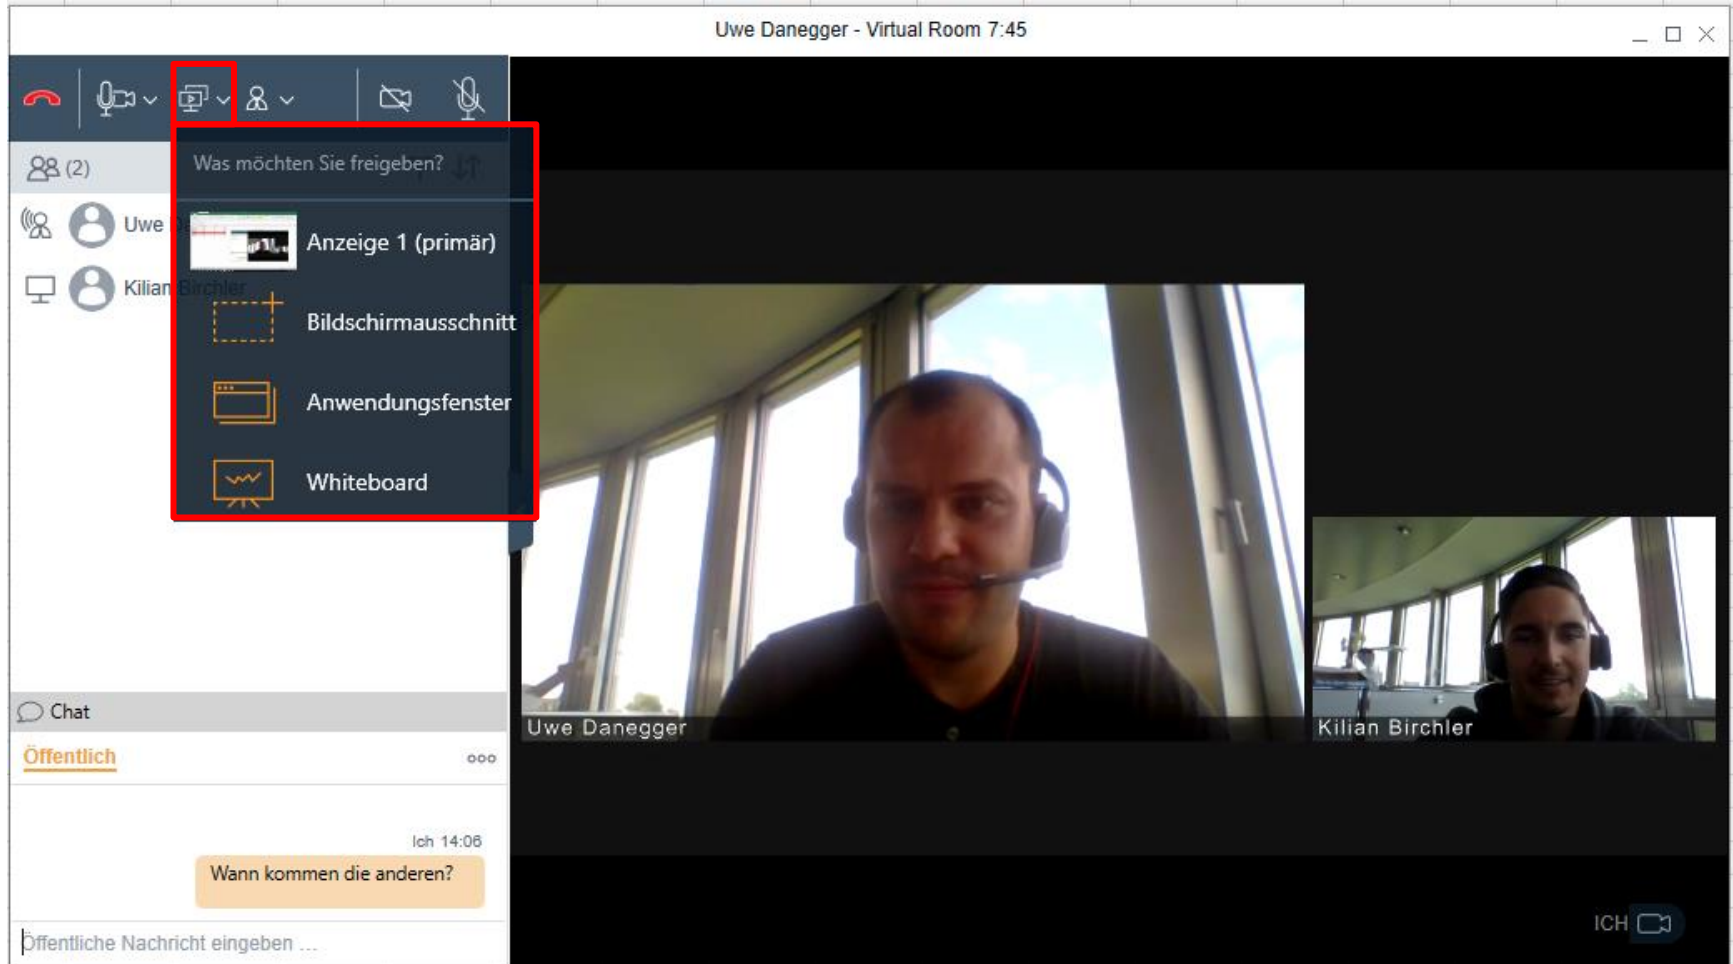 Uwe Danegger - Virtual Room 7:45
(2)
Was möchten Sie freigeben?
Uwe
Kilian Birchler
Anzeige 1 (primär)
Bildschirmausschnitt
Anwendungsfenster
Whiteboard
Uwe Danegger
Kilian Birchler
Chat
Öffentlich
Ich 14:06
Wann kommen die anderen?
Öffentliche Nachricht eingeben ...
ICH